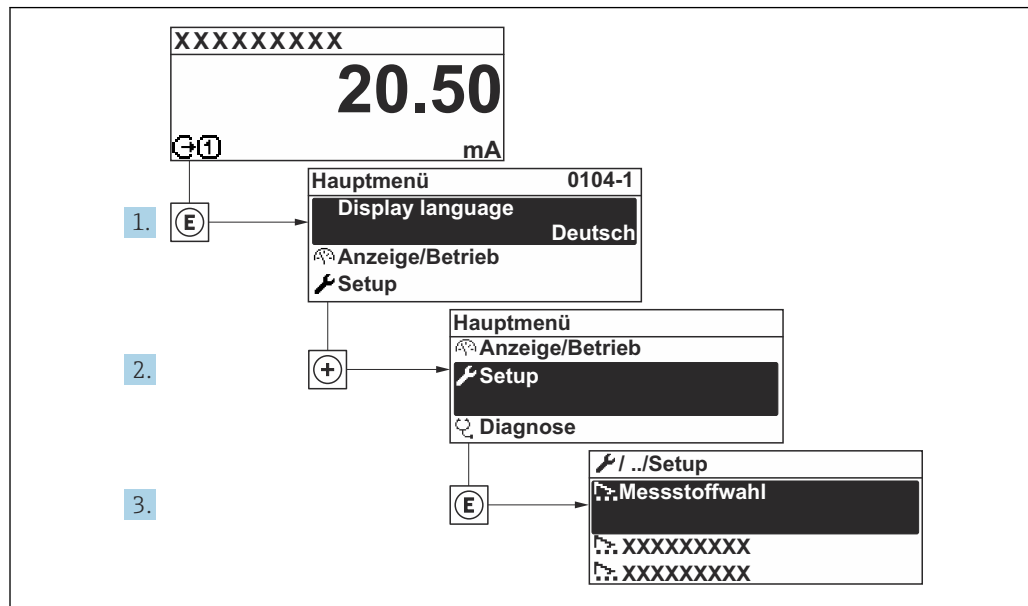 XXXXXXXXX
20.50
1 mA
Hauptmenü 0104-1
1. E Display language
Deutsch
Anzeige/Betrieb
Setup
Hauptmenü
Anzeige/Betrieb
2. + Setup
Diagnose
/ ../Setup
3. E Messstoffwahl
XXXXXXXXX
XXXXXXXXX